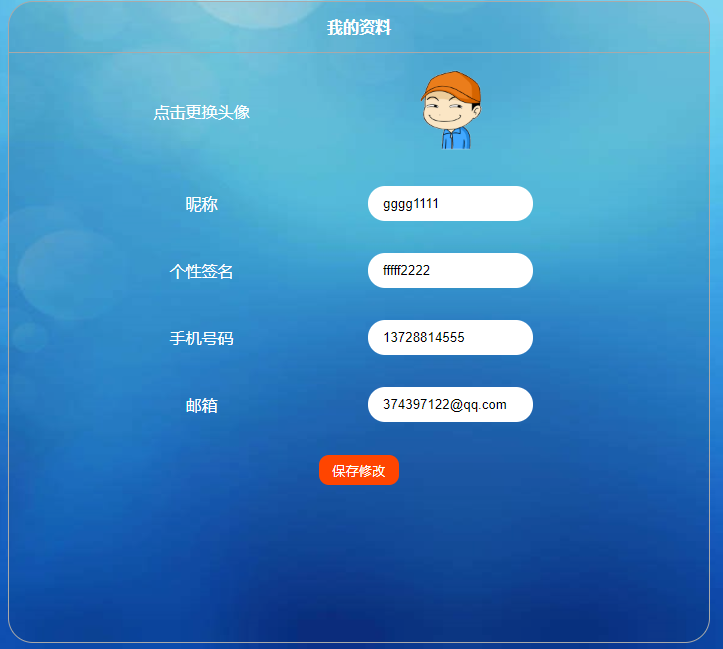 我的资料
点击更换头像
昵称 gggg1111
个性签名 fffff2222
手机号码 13728814555
邮箱 374397122@qq.com
保存修改